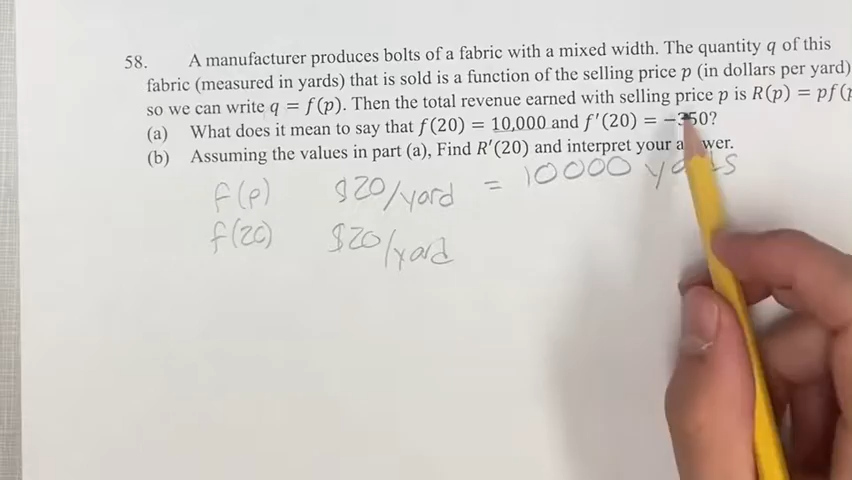 58. A manufacturer produces bolts of a fabric with a mixed width. The quantity q of this
fabric (measured in yards) that is sold is a function of the selling price p (in dollars per yard)
so we can write q = f(p). Then the total revenue earned with selling price p is R(p) = pf(
(a) What does it mean to say that f(20) = 10,000 and f'(20) = −350?
(b) Assuming the values in part (a), Find R'(20) and interpret your answer.
f(p) $20/yard = 10000 yards
f(20) $20/yard